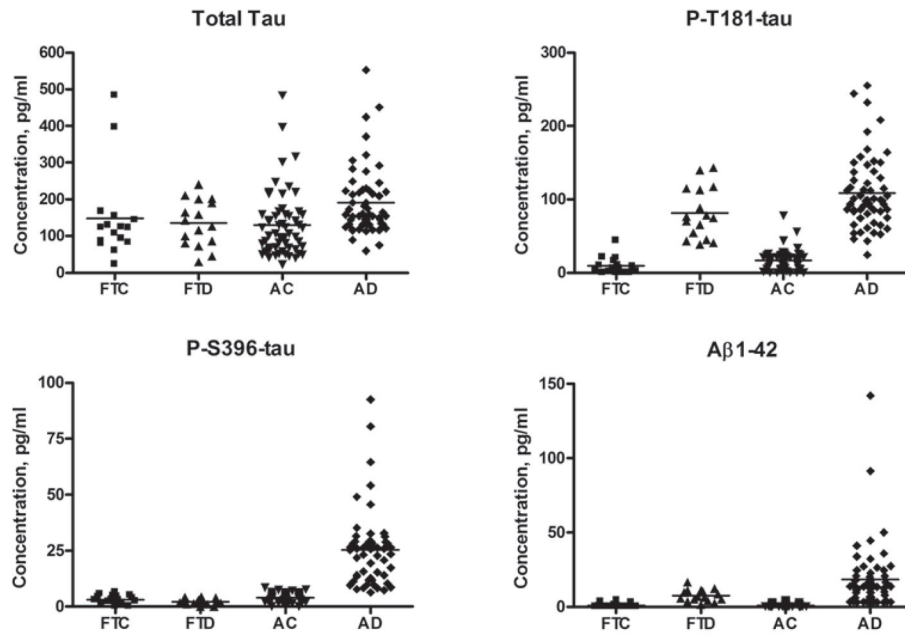 Total Tau
Concentration, pg/ml
600
500
400
300
200
100
0
FTC FTD AC AD
P-T181-tau
Concentration, pg/ml
300
200
100
0
FTC FTD AC AD
P-S396-tau
Concentration, pg/ml
100
75
50
25
0
FTC FTD AC AD
Aβ1-42
Concentration, pg/ml
150
100
50
0
FTC FTD AC AD